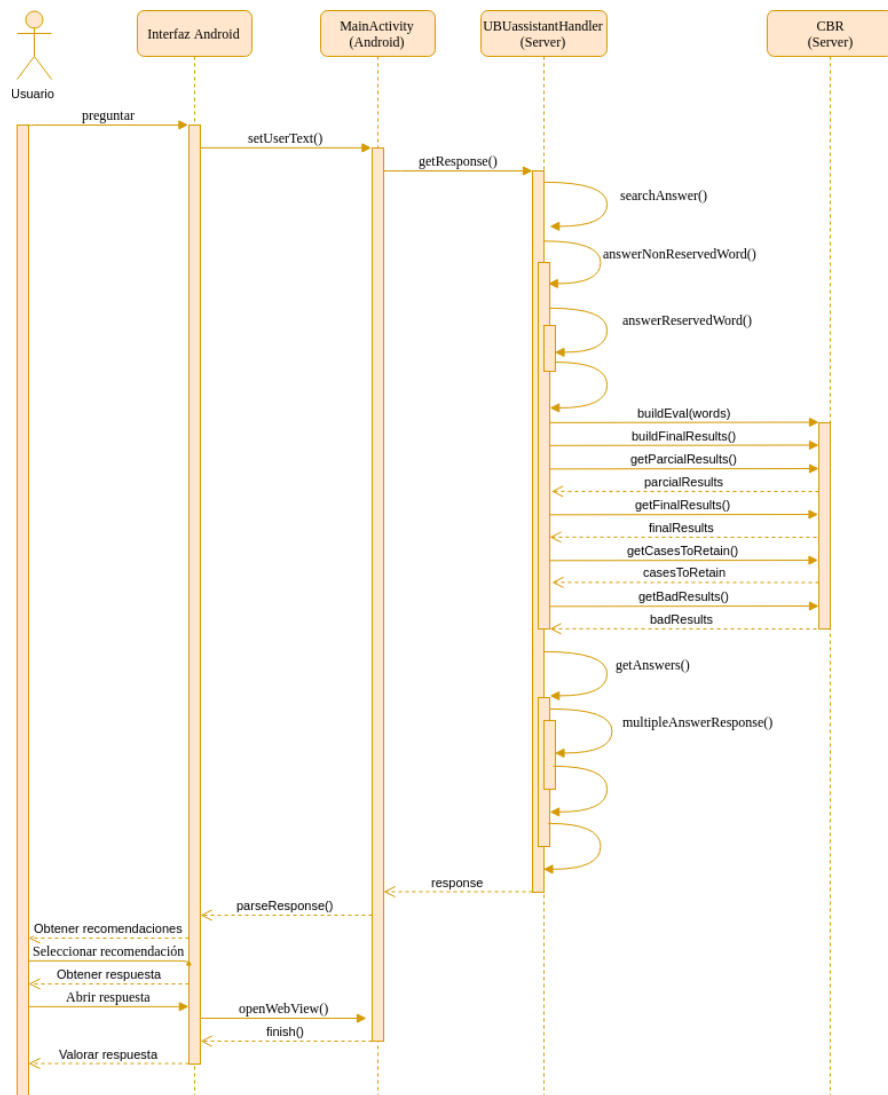 Interfaz Android
MainActivity
(Android)
UBUassistantHandler
(Server)
CBR
(Server)
Usuario
preguntar
setUserText()
getResponse()
searchAnswer()
answerNonReservedWord()
answerReservedWord()
buildEval(words)
buildFinalResults()
getParcialResults()
parcialResults
getFinalResults()
finalResults
getCasesToRetain()
casesToRetain
getBadResults()
badResults
getAnswers()
multipleAnswerResponse()
response
parseResponse()
Obtener recomendaciones
Seleccionar recomendación
Obtener respuesta
Abrir respuesta
openWebView()
finish()
Valorar respuesta